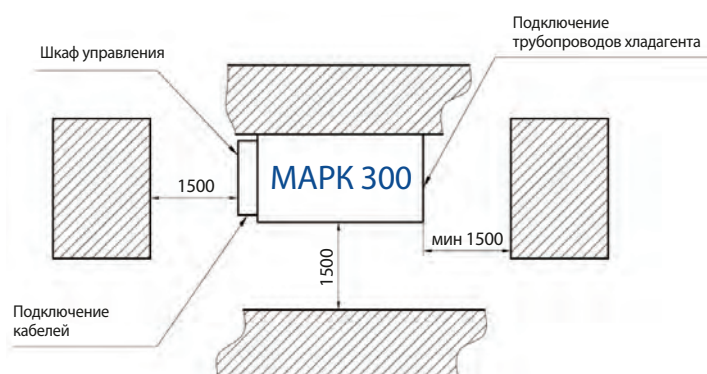 Подключение
трубопроводов хладагента
Шкаф управления
МАРК 300
1500
мин 1500
1500
Подключение
кабелей